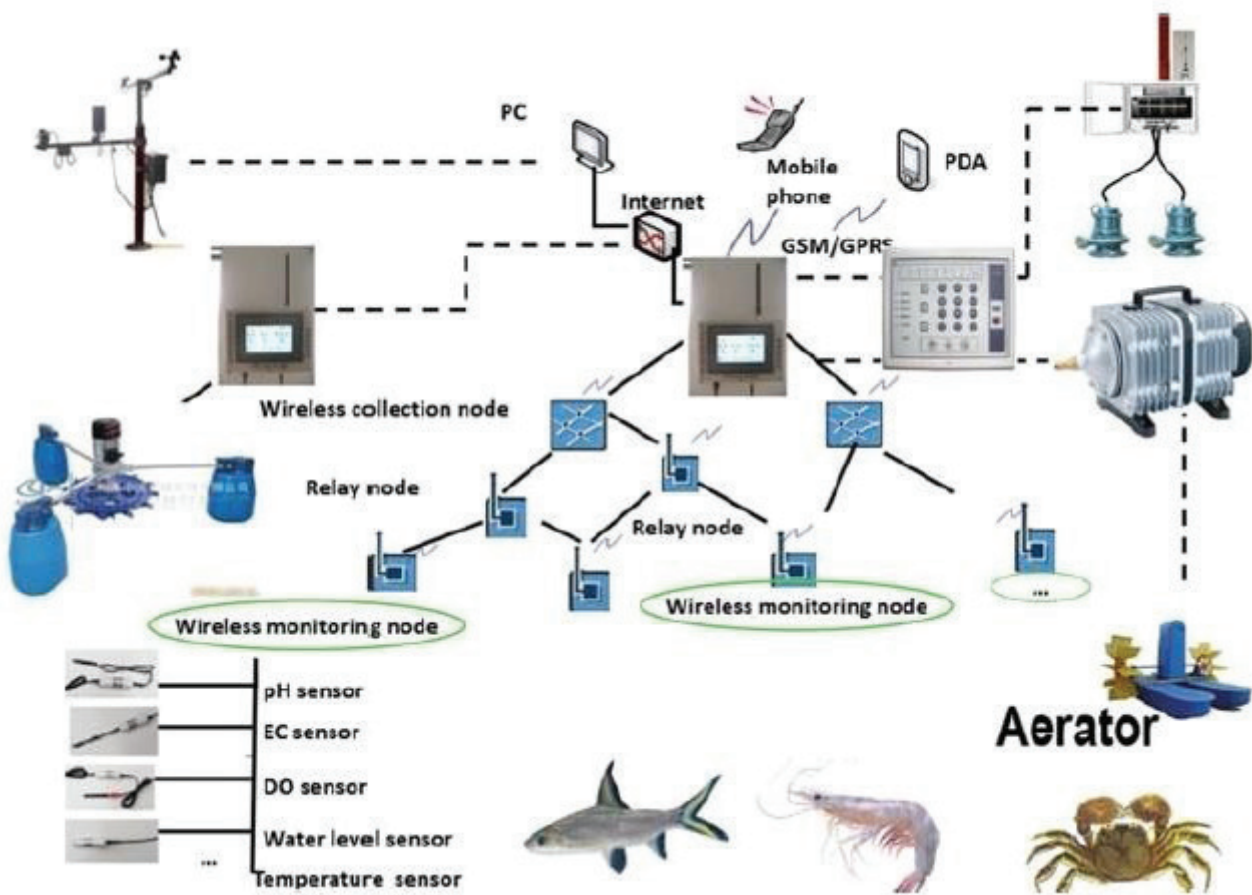 PC
Mobile
phone
PDA
Internet
GSM/GPRS
Wireless collection node
Relay node
Relay node
Wireless monitoring node
Wireless monitoring node
...
pH sensor
EC sensor
DO sensor
Water level sensor
...
Temperature sensor
Aerator